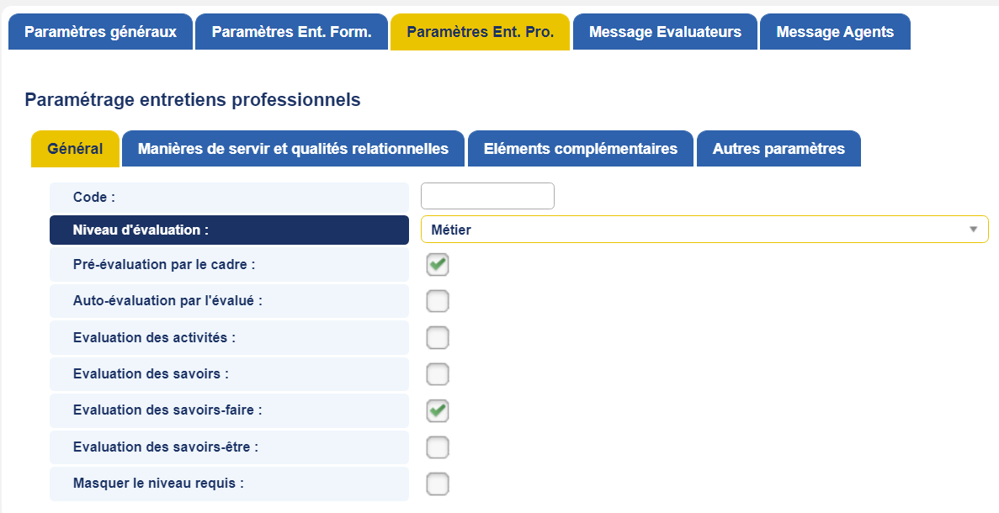 Paramètres généraux Paramètres Ent. Form. Paramètres Ent. Pro. Message Evaluateurs Message Agents
Paramétrage entretiens professionnels
Général Manières de servir et qualités relationnelles Eléments complémentaires Autres paramètres
Code :
Niveau d'évaluation : Métier
Pré-évaluation par le cadre :
Auto-évaluation par l'évalué :
Evaluation des activités :
Evaluation des savoirs :
Evaluation des savoirs-faire :
Evaluation des savoirs-être :
Masquer le niveau requis :